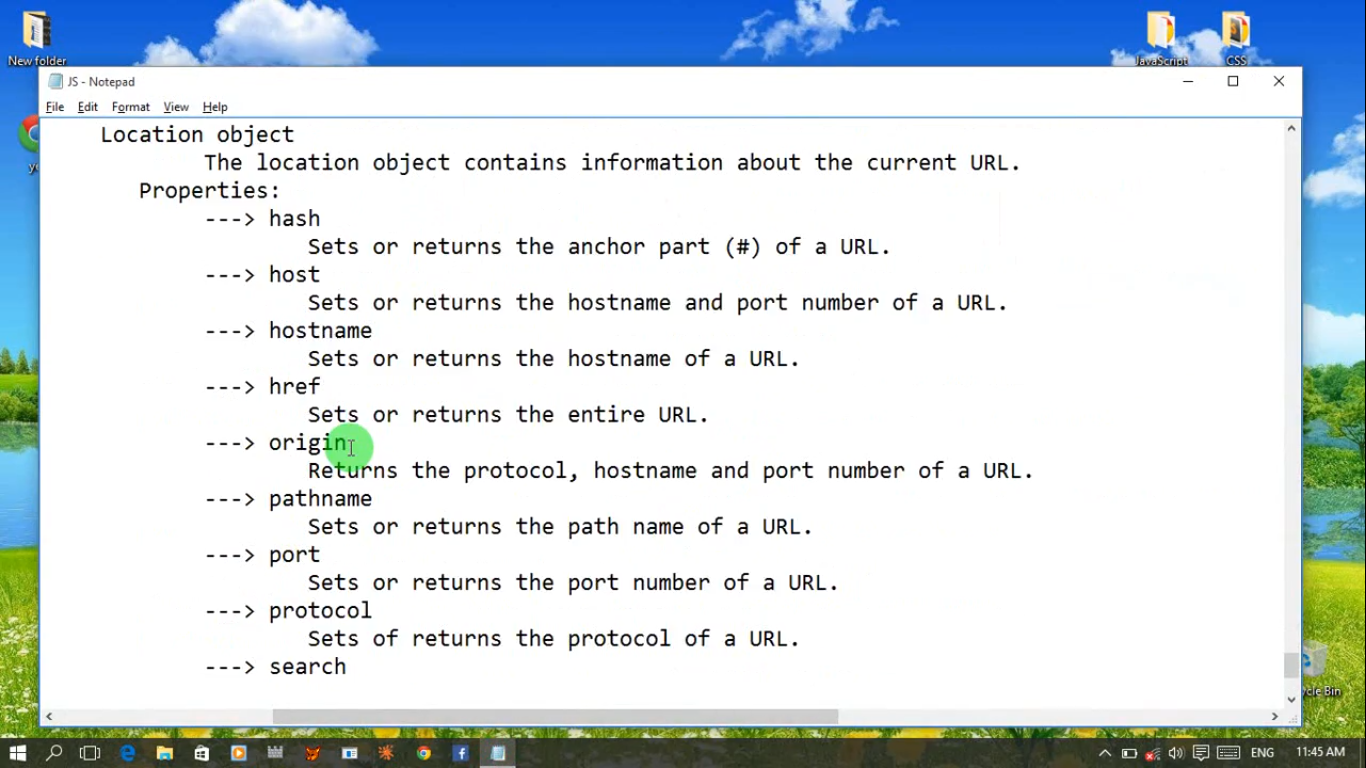 New folder
JavaScript
CSS
JS - Notepad
File Edit Format View Help
Location object
The location object contains information about the current URL.
Properties:
---> hash
Sets or returns the anchor part (#) of a URL.
---> host
Sets or returns the hostname and port number of a URL.
---> hostname
Sets or returns the hostname of a URL.
---> href
Sets or returns the entire URL.
---> origin
Returns the protocol, hostname and port number of a URL.
---> pathname
Sets or returns the path name of a URL.
---> port
Sets or returns the port number of a URL.
---> protocol
Sets of returns the protocol of a URL.
---> search
cle Bin
ENG
11:45 AM